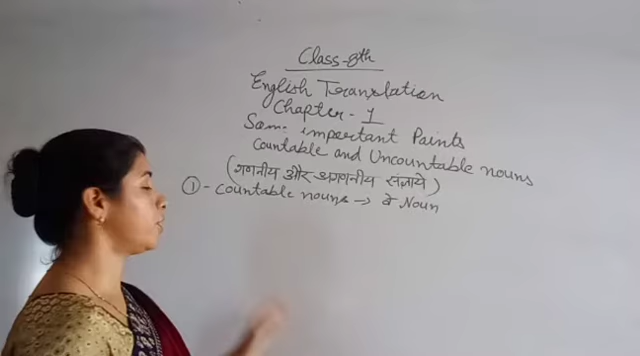 Class-8th
English Translation
Chapter-1
Som: important Points
Countable and Uncountable nouns
(गणनीय और अगणनीय संज्ञाये)
① - Countable nouns → वे Noun